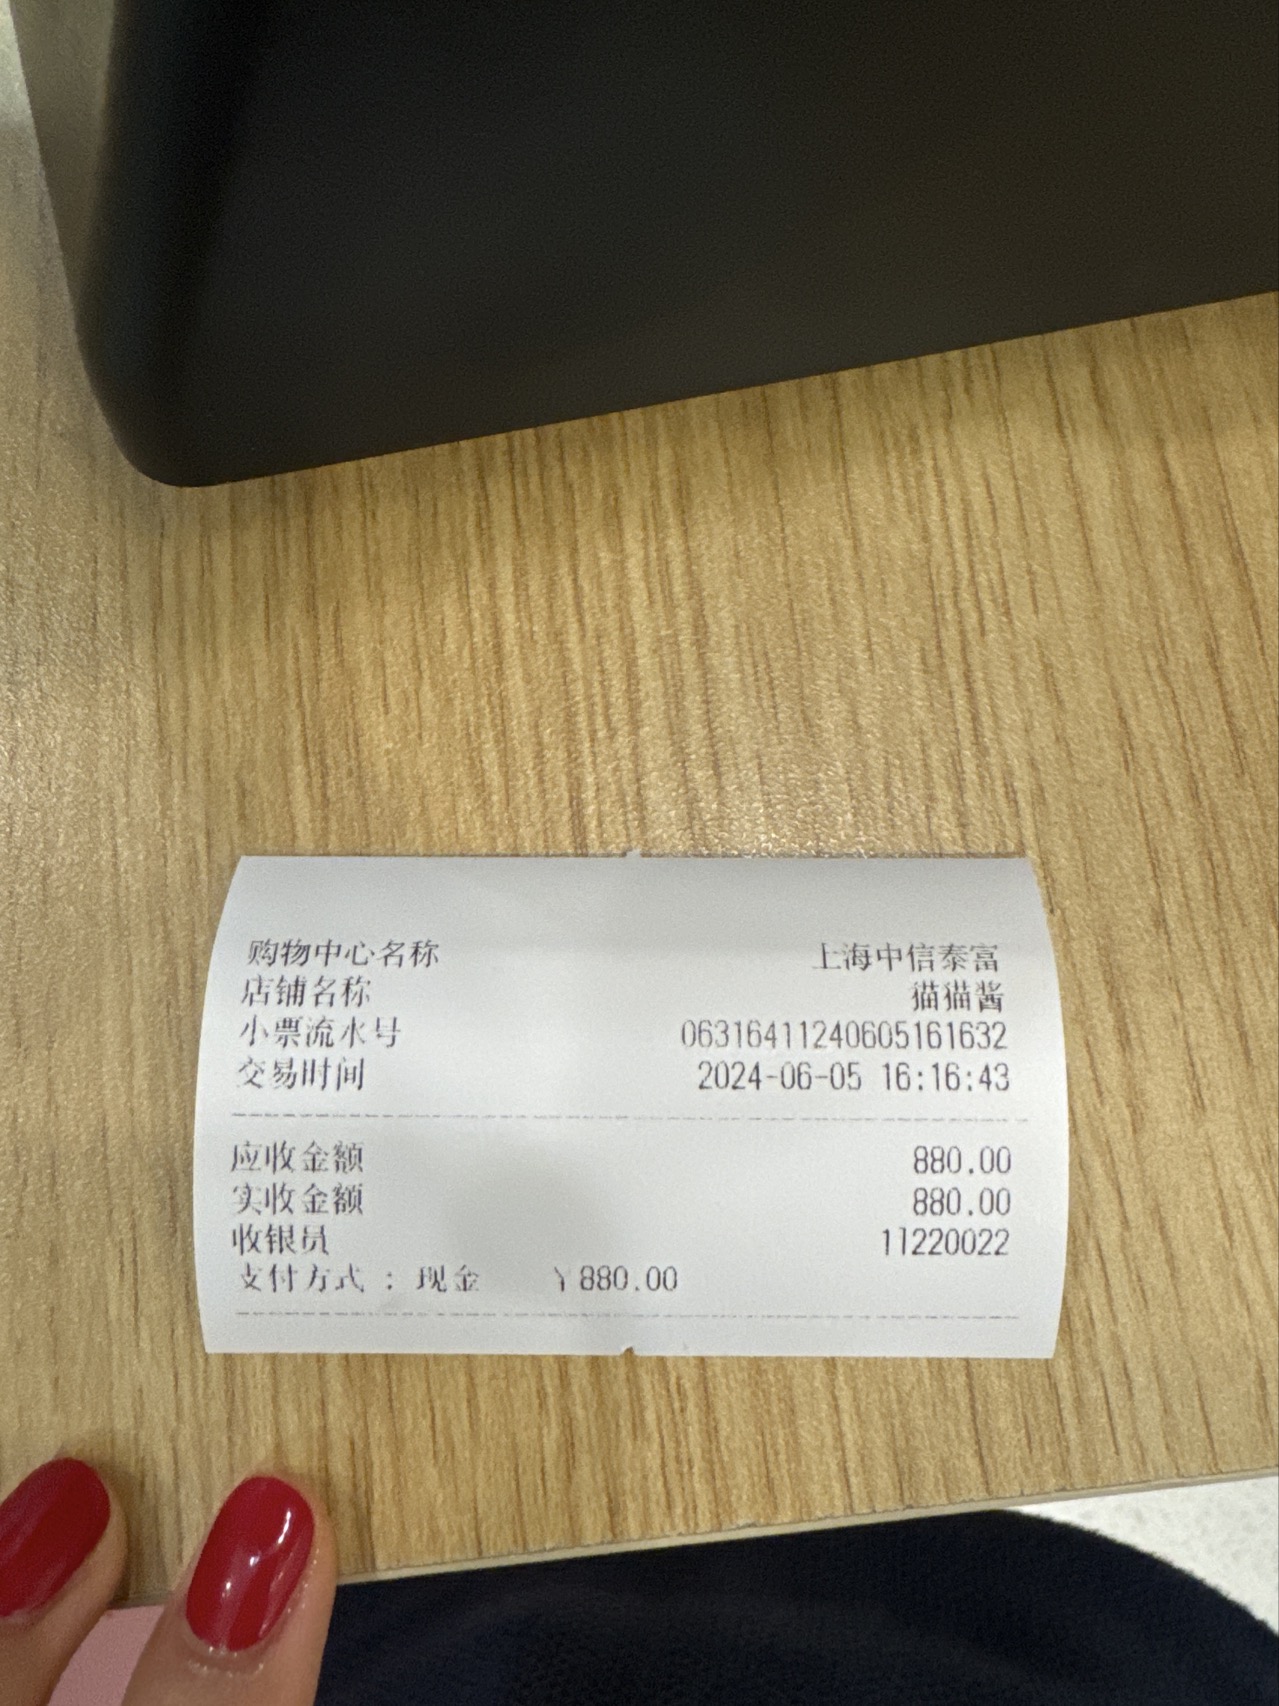 购物中心名称 上海中信泰富
店铺名称 猫猫酱
小票流水号 06316411240605161632
交易时间 2024-06-05 16:16:43
应收金额 880.00
实收金额 880.00
收银员 11220022
支付方式 : 现金 ¥880.00